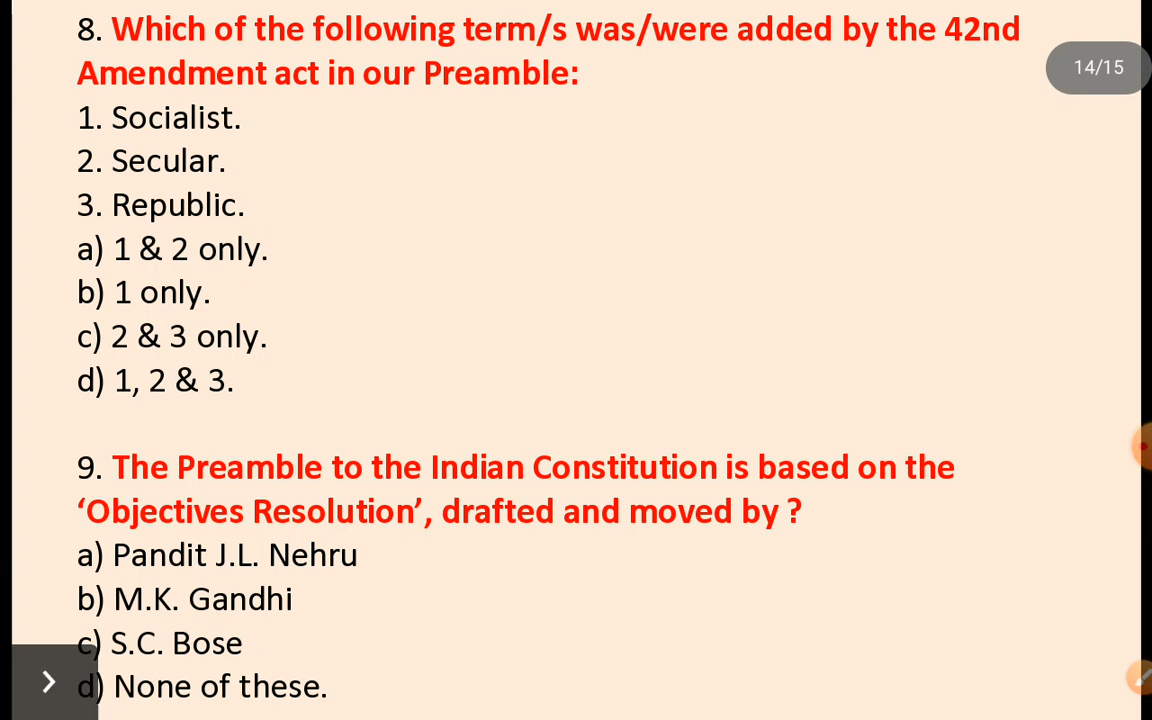 8. Which of the following term/s was/were added by the 42nd
Amendment act in our Preamble:
14/15
1. Socialist.
2. Secular.
3. Republic.
a) 1 & 2 only.
b) 1 only.
c) 2 & 3 only.
d) 1, 2 & 3.
9. The Preamble to the Indian Constitution is based on the
‘Objectives Resolution’, drafted and moved by ?
a) Pandit J.L. Nehru
b) M.K. Gandhi
c) S.C. Bose
d) None of these.